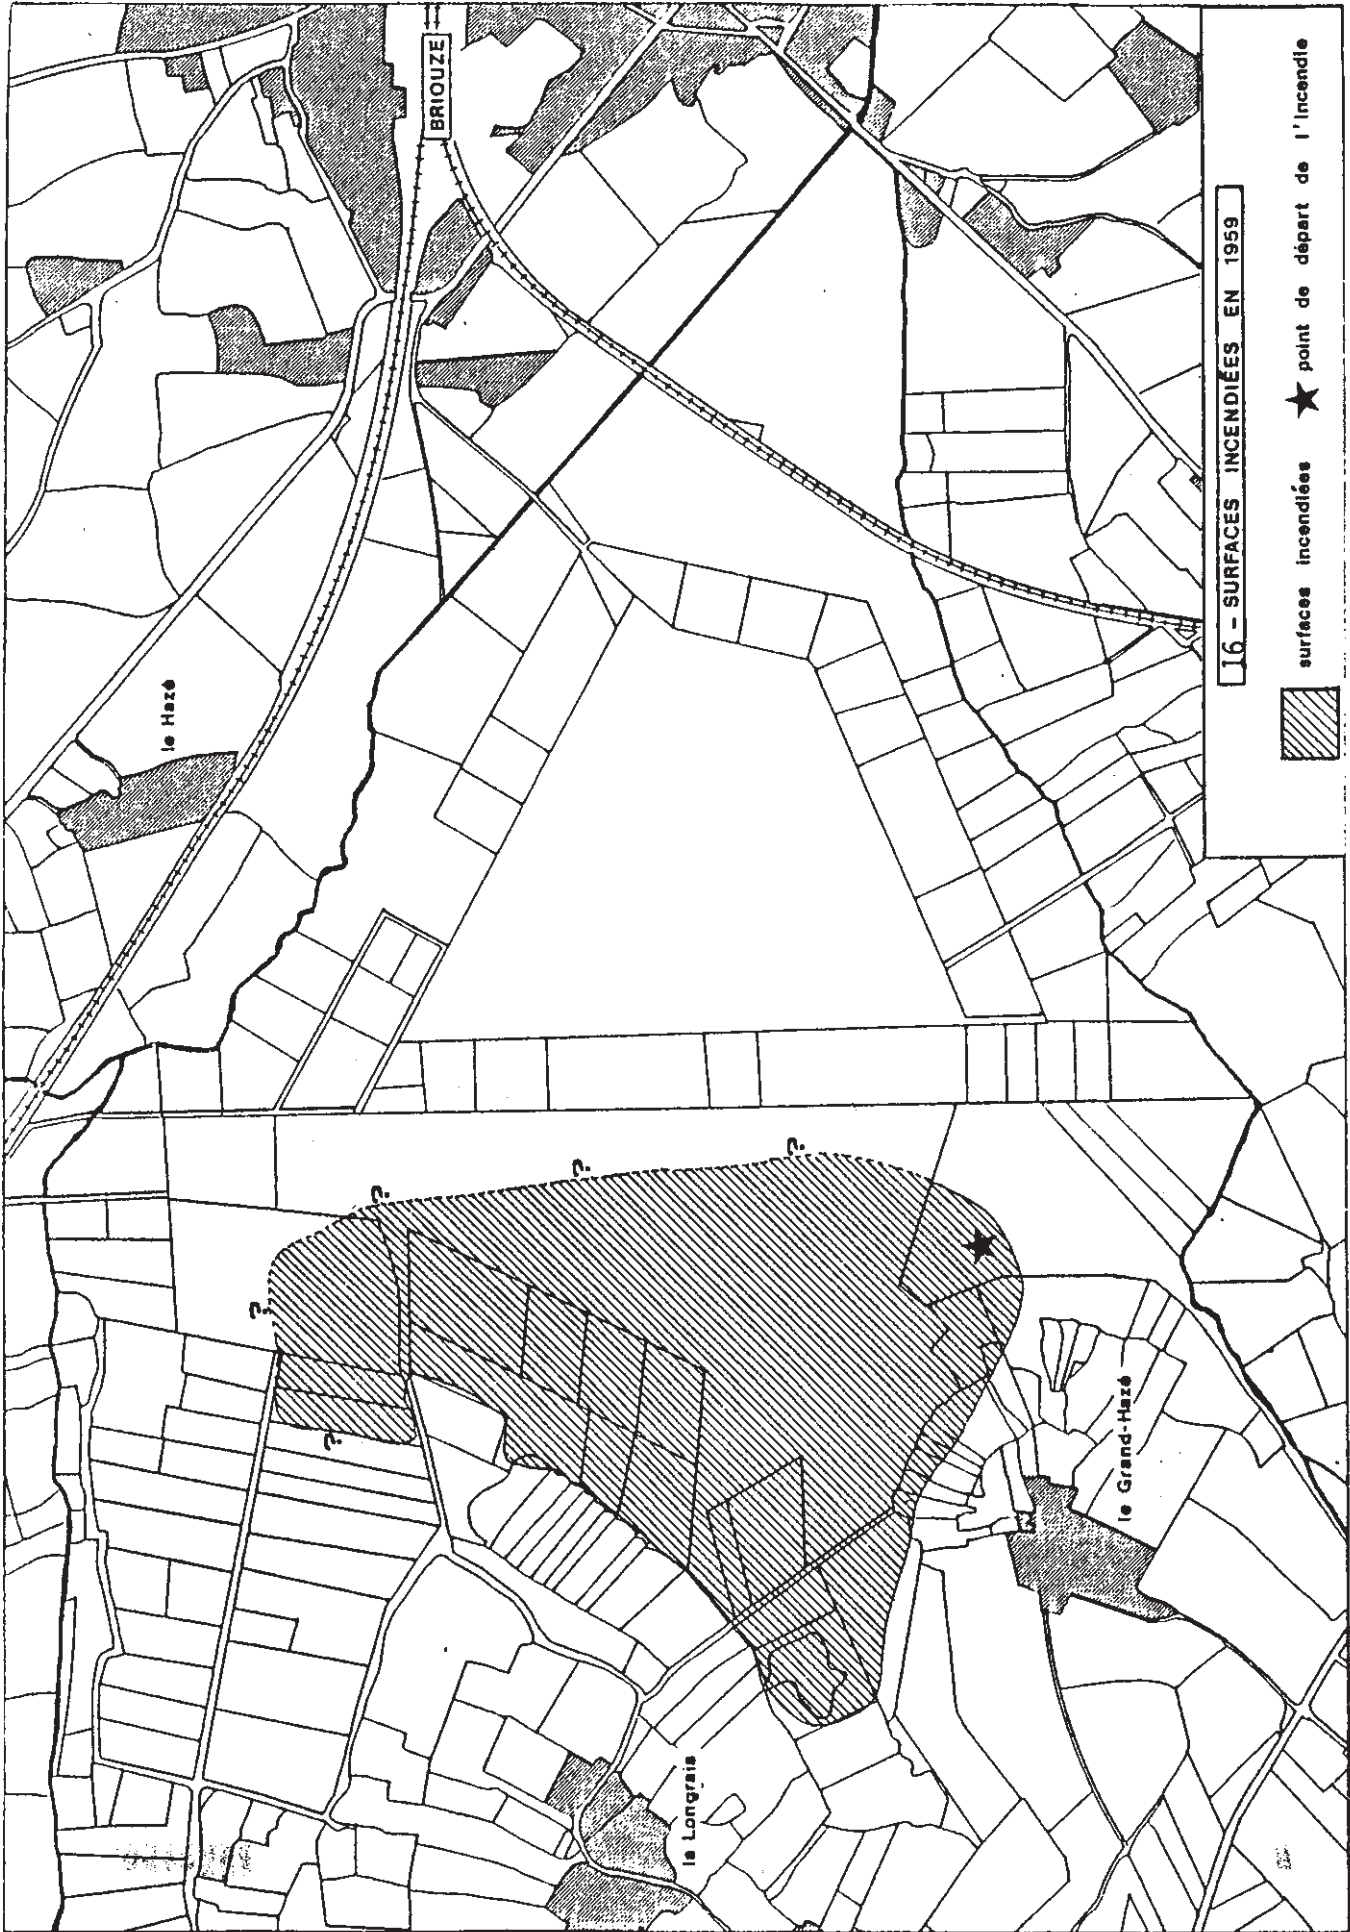 BRIOUZE
le Hazé
16 - SURFACES INCENDIÉES EN 1959
surfaces incendiées
point de départ de l'incendie
?
?
?
?
?
le Grand-Hazé
la Longrais